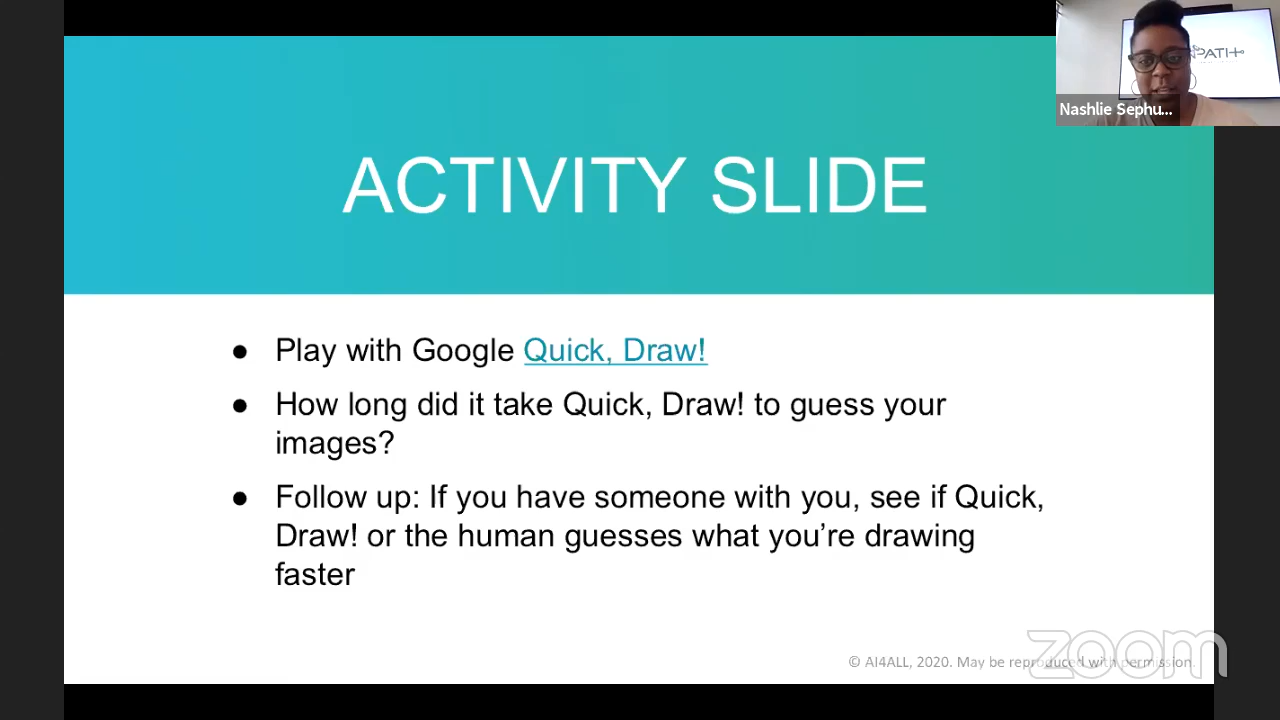 PATH
Nashlie Sephu...
ACTIVITY SLIDE
● Play with Google Quick, Draw!
● How long did it take Quick, Draw! to guess your
images?
● Follow up: If you have someone with you, see if Quick,
Draw! or the human guesses what you’re drawing
faster
© AI4ALL, 2020. May be reproduced with permission.
zoom